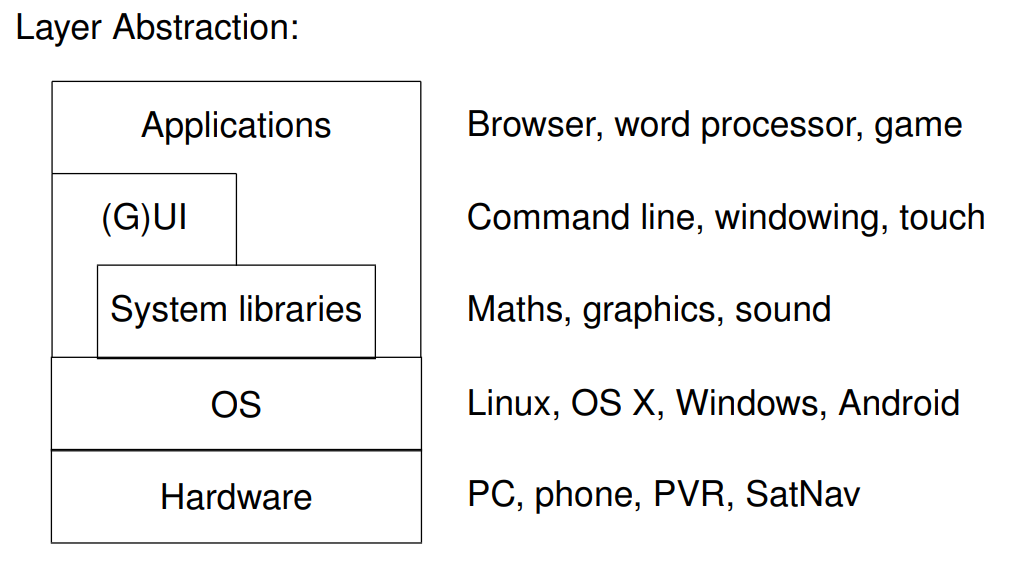 Layer Abstraction:
Applications
Browser, word processor, game
(G)UI
Command line, windowing, touch
System libraries
Maths, graphics, sound
OS
Linux, OS X, Windows, Android
Hardware
PC, phone, PVR, SatNav